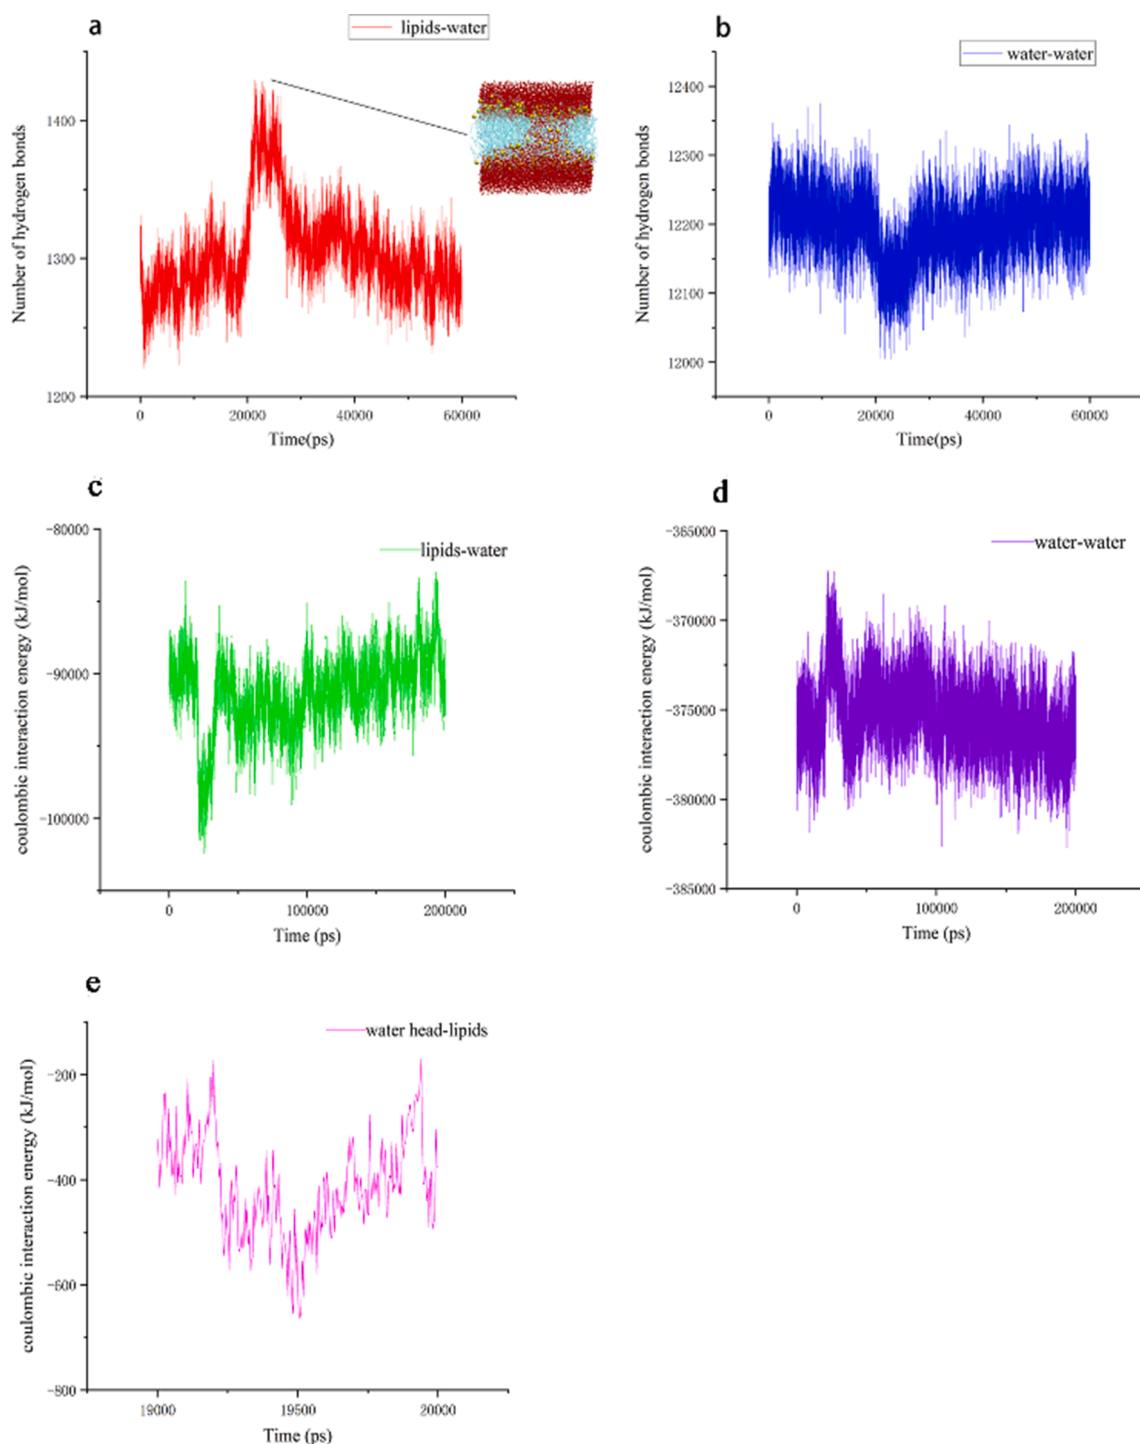 a
lipids-water
Number of hydrogen bonds
1400
1300
1200
0
20000
40000
60000
Time(ps)
b
water-water
Number of hydrogen bonds
12400
12300
12200
12100
12000
0
20000
40000
60000
Time(ps)
c
lipids-water
coulombic interaction energy (kJ/mol)
-80000
-90000
-100000
0
100000
200000
Time (ps)
d
water-water
coulombic interaction energy (kJ/mol)
-365000
-370000
-375000
-380000
-385000
0
100000
200000
Time (ps)
e
water head-lipids
coulombic interaction energy (kJ/mol)
-200
-400
-600
-800
19000
19500
20000
Time (ps)